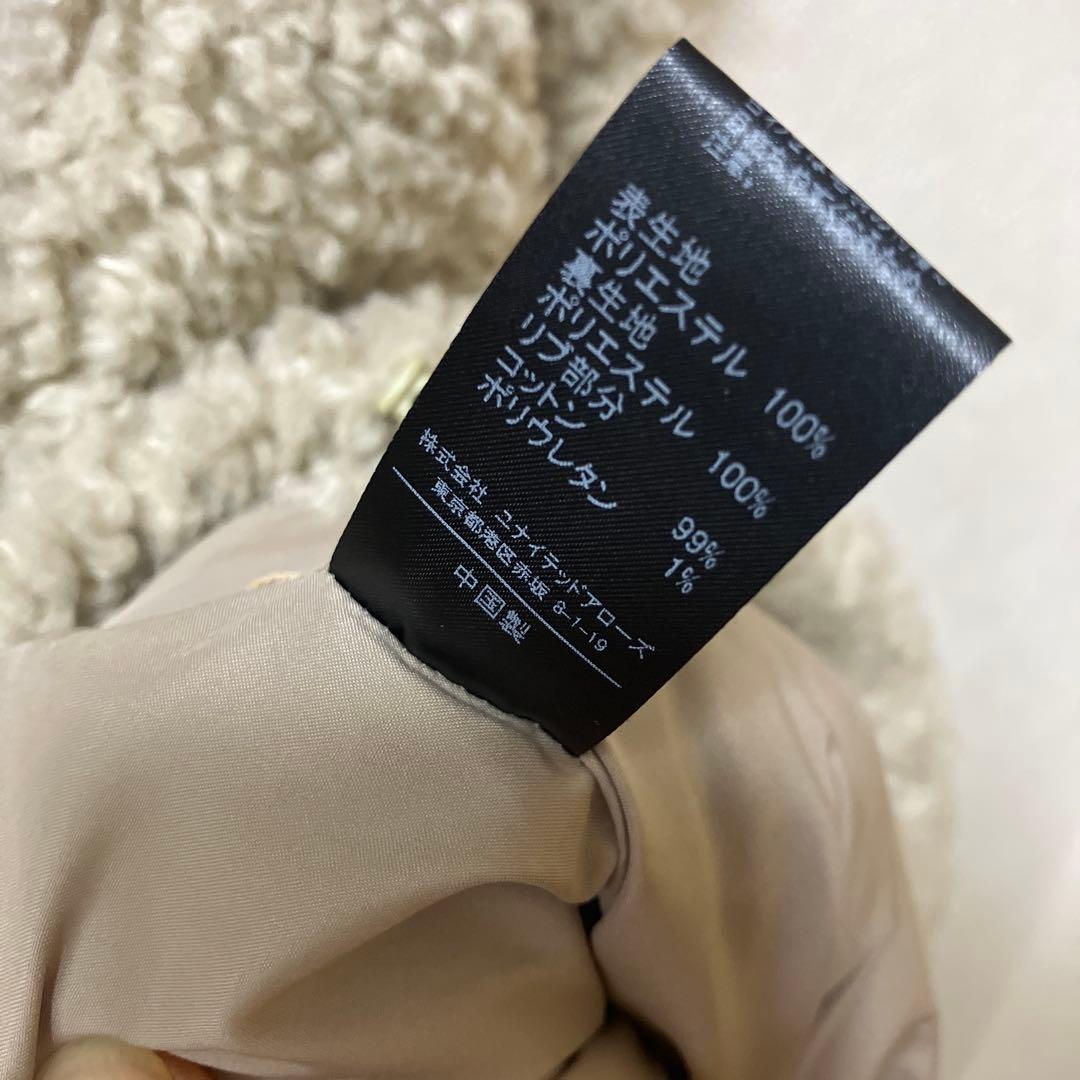 表生地
ポリエステル 100%
裏生地
ポリエステル 100%
リブ部分
コットン 99%
ポリウレタン 1%
株式会社 ユナイテッドアローズ
東京都港区赤坂 8-1-19
中国製